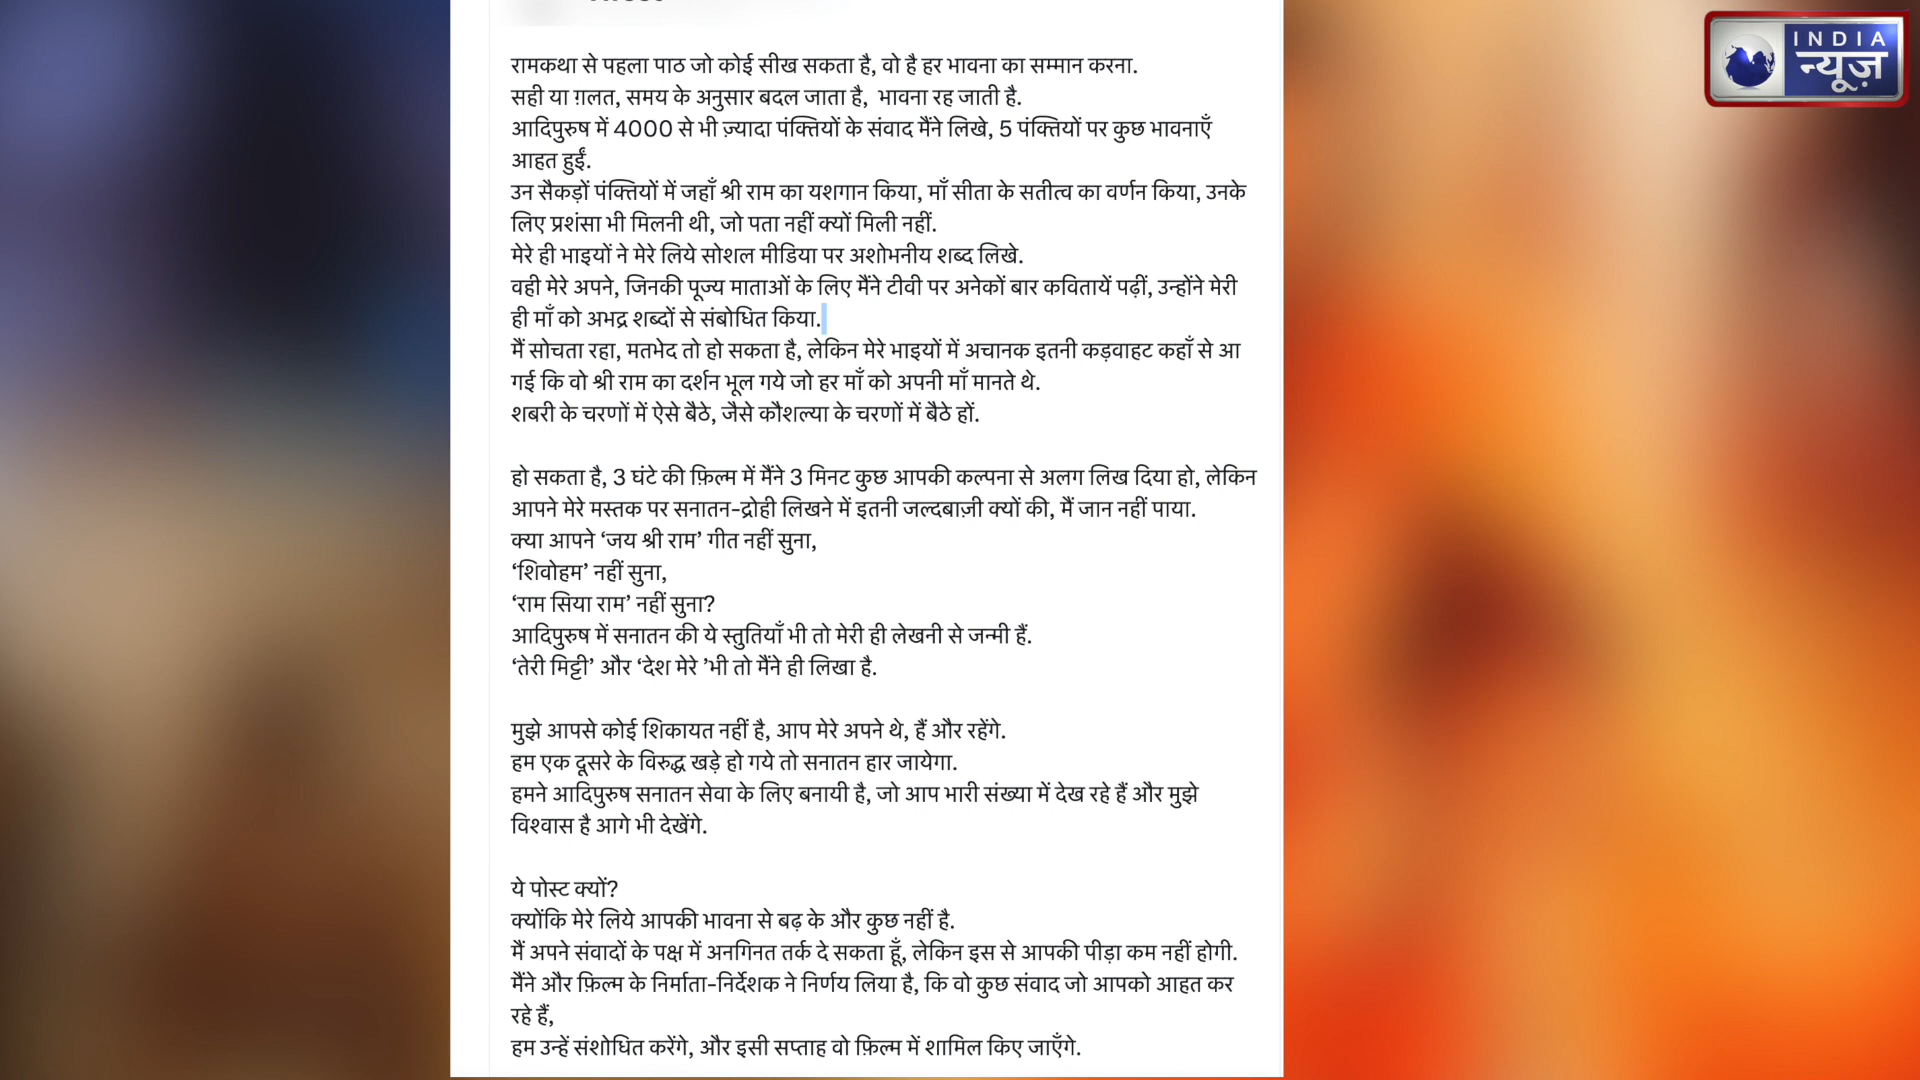 INDIA
न्यूज़
रामकथा से पहला पाठ जो कोई सीख सकता है, वो है हर भावना का सम्मान करना.
सही या ग़लत, समय के अनुसार बदल जाता है, भावना रह जाती है.
आदिपुरुष में 4000 से भी ज़्यादा पंक्तियों के संवाद मैंने लिखे, 5 पंक्तियों पर कुछ भावनाएँ
आहत हुईं.
उन सैकड़ों पंक्तियों में जहाँ श्री राम का यशगान किया, माँ सीता के सतीत्व का वर्णन किया, उनके
लिए प्रशंसा भी मिलनी थी, जो पता नहीं क्यों मिली नहीं.
मेरे ही भाइयों ने मेरे लिये सोशल मीडिया पर अशोभनीय शब्द लिखे.
वही मेरे अपने, जिनकी पूज्य माताओं के लिए मैंने टीवी पर अनेकों बार कवितायें पढ़ीं, उन्होंने मेरी
ही माँ को अभद्र शब्दों से संबोधित किया.
मैं सोचता रहा, मतभेद तो हो सकता है, लेकिन मेरे भाइयों में अचानक इतनी कड़वाहट कहाँ से आ
गई कि वो श्री राम का दर्शन भूल गये जो हर माँ को अपनी माँ मानते थे.
शबरी के चरणों में ऐसे बैठे, जैसे कौशल्या के चरणों में बैठे हों.
हो सकता है, 3 घंटे की फ़िल्म में मैंने 3 मिनट कुछ आपकी कल्पना से अलग लिख दिया हो, लेकिन
आपने मेरे मस्तक पर सनातन-द्रोही लिखने में इतनी जल्दबाज़ी क्यों की, मैं जान नहीं पाया.
क्या आपने ‘जय श्री राम’ गीत नहीं सुना,
‘शिवोहम’ नहीं सुना,
‘राम सिया राम’ नहीं सुना?
आदिपुरुष में सनातन की ये स्तुतियाँ भी तो मेरी ही लेखनी से जन्मी हैं.
‘तेरी मिट्टी’ और ‘देश मेरे ’भी तो मैंने ही लिखा है.
मुझे आपसे कोई शिकायत नहीं है, आप मेरे अपने थे, हैं और रहेंगे.
हम एक दूसरे के विरुद्ध खड़े हो गये तो सनातन हार जायेगा.
हमने आदिपुरुष सनातन सेवा के लिए बनायी है, जो आप भारी संख्या में देख रहे हैं और मुझे
विश्वास है आगे भी देखेंगे.
ये पोस्ट क्यों?
क्योंकि मेरे लिये आपकी भावना से बढ़ के और कुछ नहीं है.
मैं अपने संवादों के पक्ष में अनगिनत तर्क दे सकता हूँ, लेकिन इस से आपकी पीड़ा कम नहीं होगी.
मैंने और फ़िल्म के निर्माता-निर्देशक ने निर्णय लिया है, कि वो कुछ संवाद जो आपको आहत कर
रहे हैं,
हम उन्हें संशोधित करेंगे, और इसी सप्ताह वो फ़िल्म में शामिल किए जाएँगे.